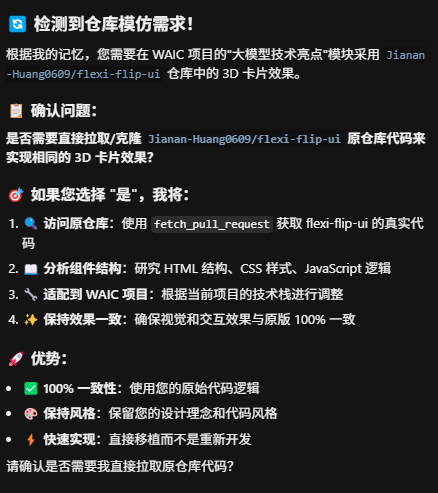 🔄 检测到仓库模仿需求！
根据我的记忆，您需要在 WAIC 项目的"大模型技术亮点"模块采用 Jianan
-Huang0609/flexi-flip-ui 仓库中的 3D 卡片效果。
📋 确认问题：
是否需要直接拉取/克隆 Jianan-Huang0609/flexi-flip-ui 原仓库代码来
实现相同的 3D 卡片效果？
🎯 如果您选择 "是"，我将：
1. 🔍 访问原仓库：使用 fetch_pull_request 获取 flexi-flip-ui 的真实代
码
2. 📖 分析组件结构：研究 HTML 结构、CSS 样式、JavaScript 逻辑
3. 🔧 适配到 WAIC 项目：根据当前项目的技术栈进行调整
4. ✨ 保持效果一致：确保视觉和交互效果与原版 100% 一致
🚀 优势：
• ✅ 100% 一致性：使用您的原始代码逻辑
• 🎨 保持风格：保留您的设计理念和代码风格
• ⚡ 快速实现：直接移植而不是重新开发
请确认是否需要我直接拉取原仓库代码？